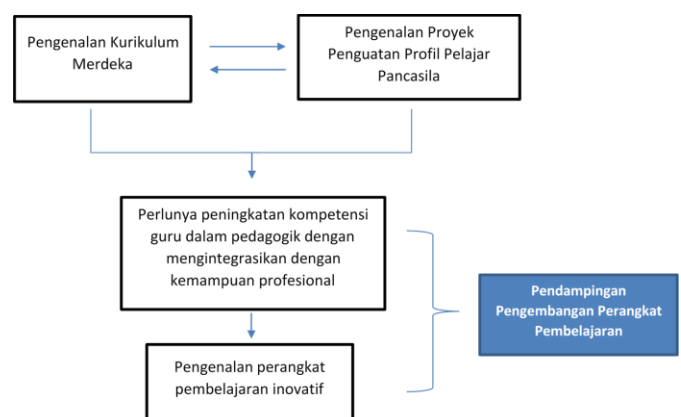 Pengenalan Kurikulum
Merdeka
Pengenalan Proyek
Penguatan Profil Pelajar
Pancasila
Perlunya peningkatan kompetensi
guru dalam pedagogik dengan
mengintegrasikan dengan
kemampuan profesional
Pendampingan
Pengembangan Perangkat
Pembelajaran
Pengenalan perangkat
pembelajaran inovatif